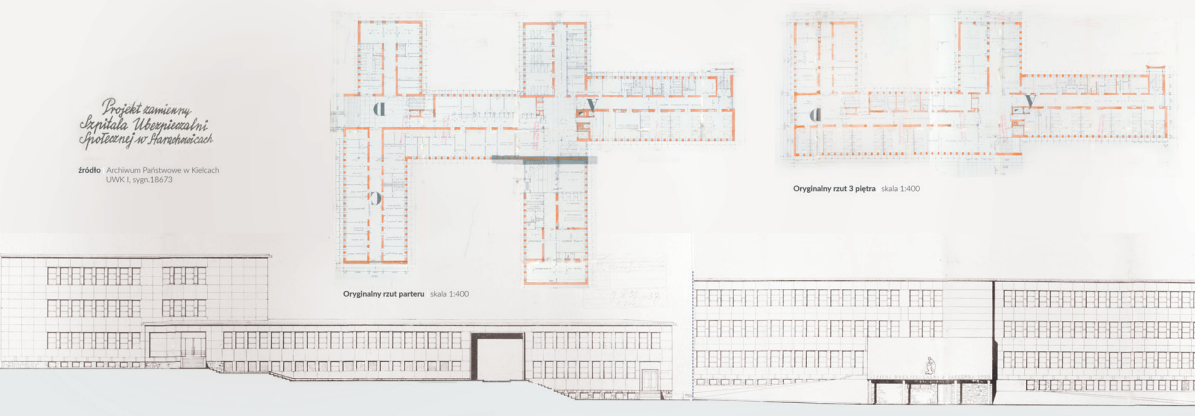 Projekt zamienny
Szpitala Ubezpieczalni
Społecznej w Starachowicach
źródło Archiwum Państwowe w Kielcach
UWK I, sygn.18673
D
A
C
Oryginalny rzut parteru skala 1:400
D
A
Oryginalny rzut 3 piętra skala 1:400